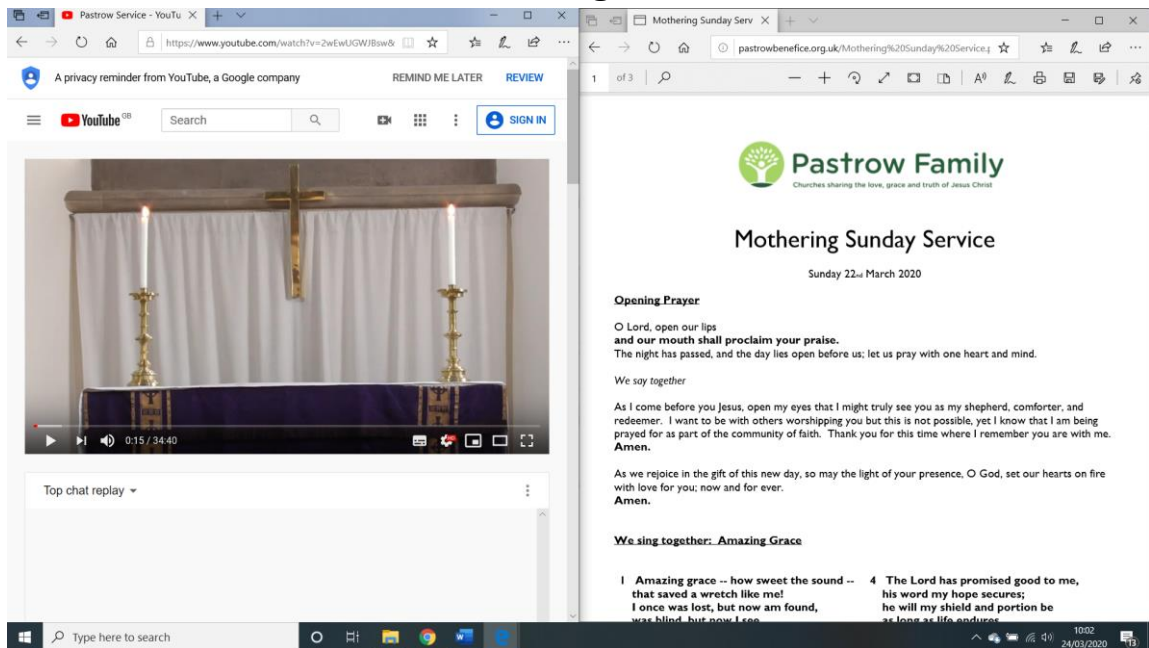 Pastrow Service - YouTu
https://www.youtube.com/watch?v=2wEwUGWJBsw&
A privacy reminder from YouTube, a Google company
REMIND ME LATER
REVIEW
YouTube GB
Search
SIGN IN
0:15 / 34:40
Top chat replay
Mothering Sunday Serv
pastrowbenefice.org.uk/Mothering%20Sunday%20Service.p
1 of 3
Pastrow Family
Churches sharing the love, grace and truth of Jesus Christ
Mothering Sunday Service
Sunday 22nd March 2020
Opening Prayer
O Lord, open our lips
and our mouth shall proclaim your praise.
The night has passed, and the day lies open before us; let us pray with one heart and mind.
We say together
As I come before you Jesus, open my eyes that I might truly see you as my shepherd, comforter, and
redeemer. I want to be with others worshipping you but this is not possible, yet I know that I am being
prayed for as part of the community of faith. Thank you for this time where I remember you are with me.
Amen.
As we rejoice in the gift of this new day, so may the light of your presence, O God, set our hearts on fire
with love for you; now and for ever.
Amen.
We sing together: Amazing Grace
1 Amazing grace -- how sweet the sound --
that saved a wretch like me!
I once was lost, but now am found,
was blind, but now I see.
4 The Lord has promised good to me,
his word my hope secures;
he will my shield and portion be
as long as life endures
Type here to search
10:02
24/03/2020
13